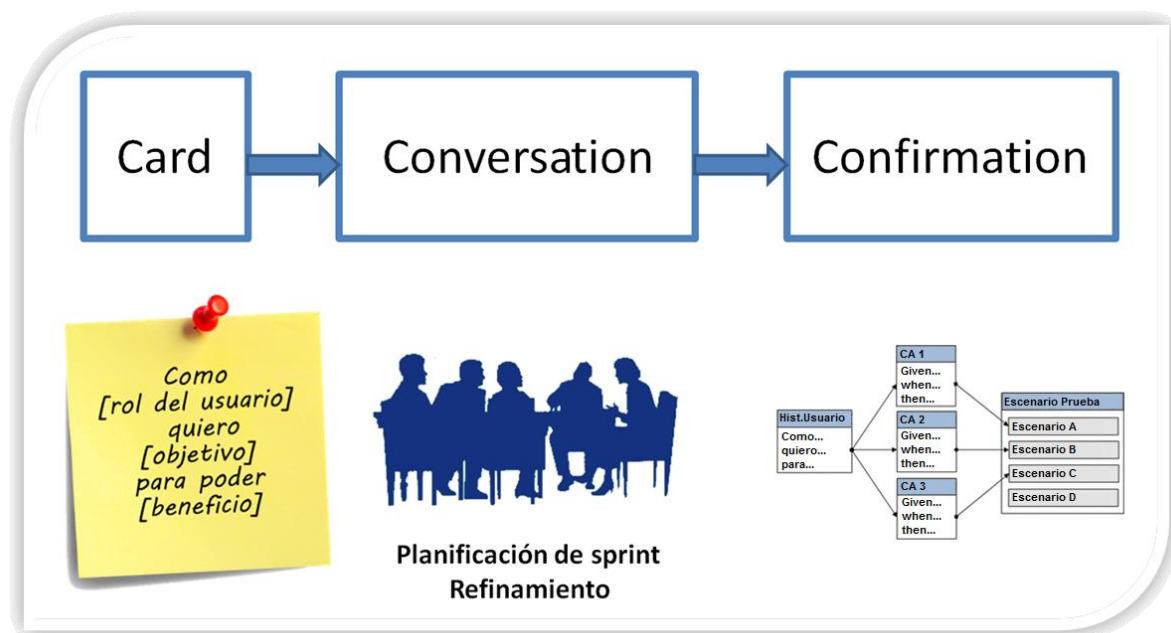 Card
Conversation
Confirmation
Como
[rol del usuario]
quiero
[objetivo]
para poder
[beneficio]
Planificación de sprint
Refinamiento
Hist.Usuario
Como...
quiero...
para...
CA 1
Given...
when...
then...
CA 2
Given...
when...
then...
CA 3
Given...
when...
then...
Escenario Prueba
Escenario A
Escenario B
Escenario C
Escenario D